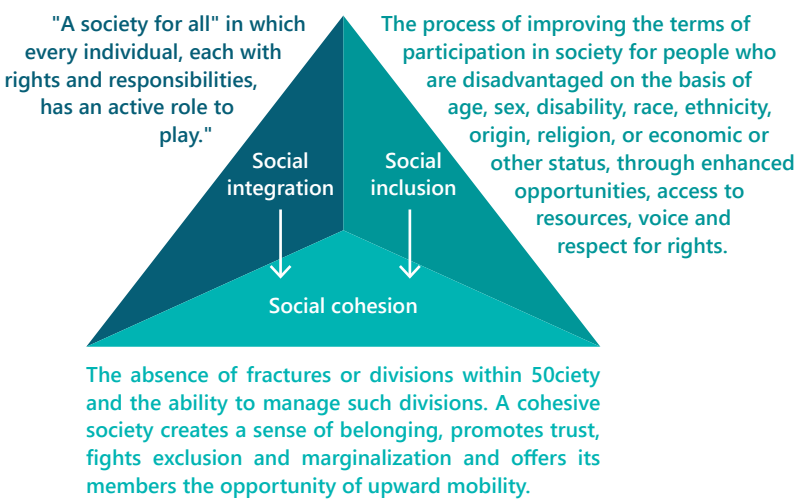 "A society for all" in which
every individual, each with
rights and responsibilities,
has an active role to
play."
The process of improving the terms of
participation in society for people who
are disadvantaged on the basis of
age, sex, disability, race, ethnicity,
origin, religion, or economic or
other status, through enhanced
opportunities, access to
resources, voice and
respect for rights.
Social
integration
Social
inclusion
Social cohesion
The absence of fractures or divisions within 50ciety
and the ability to manage such divisions. A cohesive
society creates a sense of belonging, promotes trust,
fights exclusion and marginalization and offers its
members the opportunity of upward mobility.